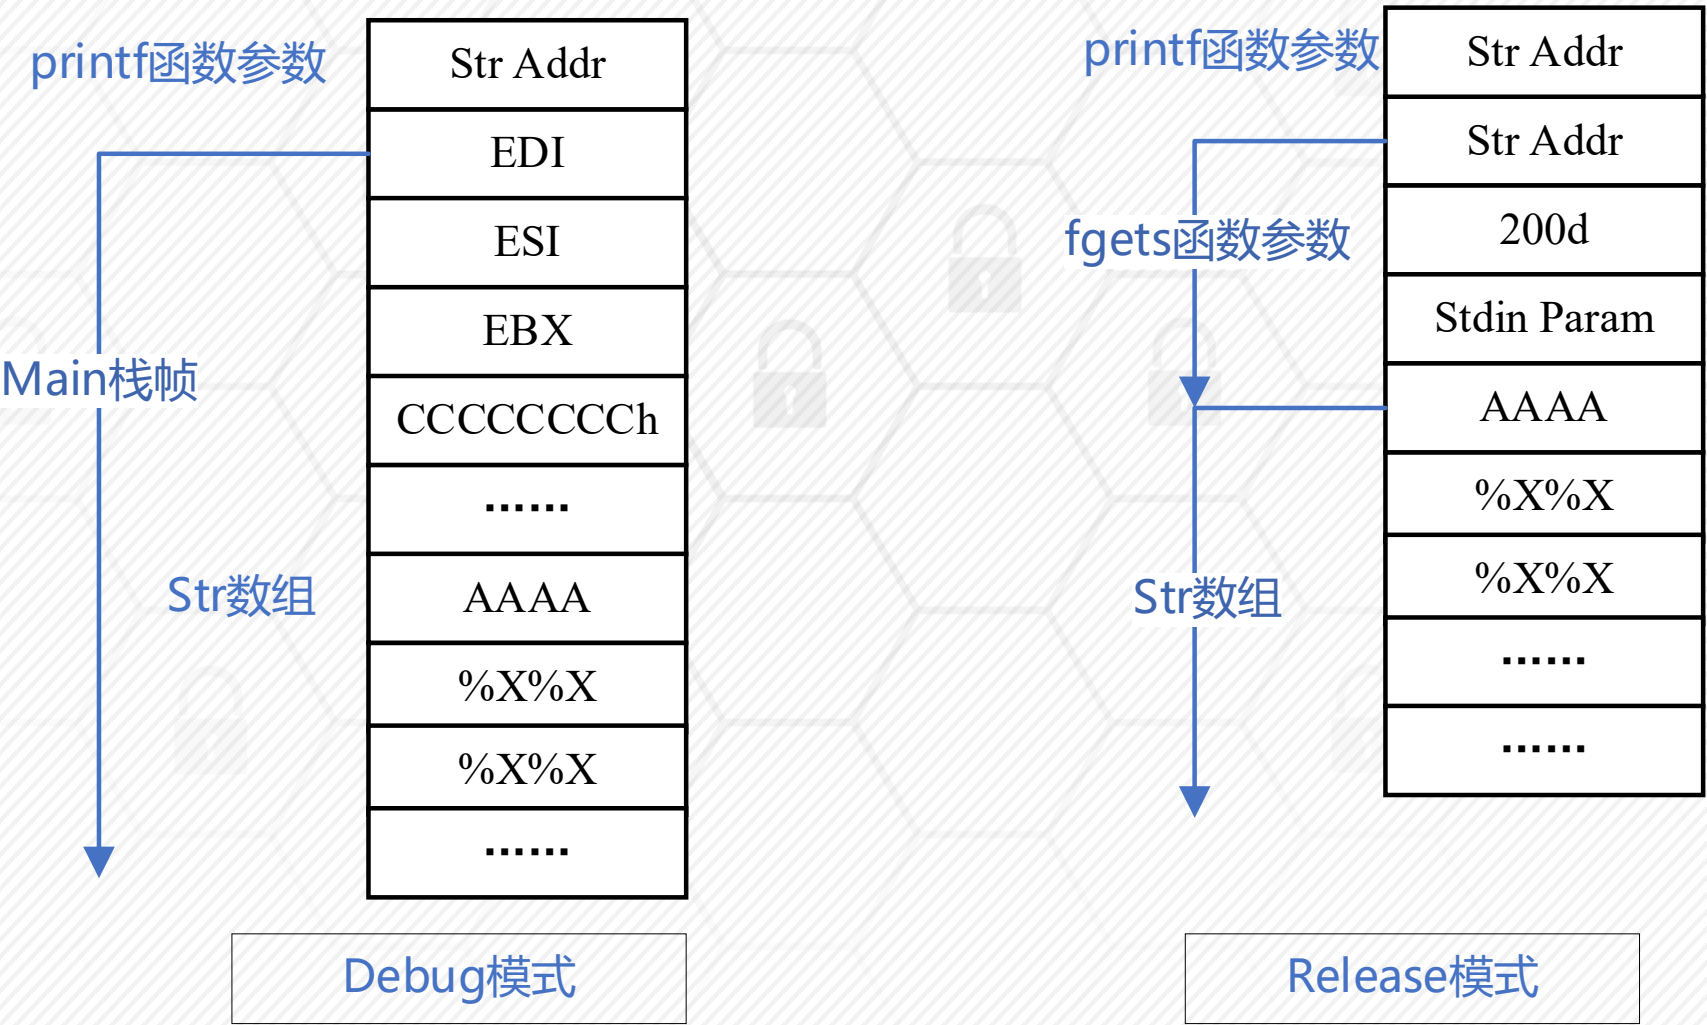 printf函数参数
Str Addr
EDI
ESI
EBX
Main栈帧
CCCCCCCCh
......
Str数组
AAAA
%X%X
%X%X
......
Debug模式
printf函数参数
Str Addr
Str Addr
fgets函数参数
200d
Stdin Param
AAAA
%X%X
Str数组
%X%X
......
......
Release模式